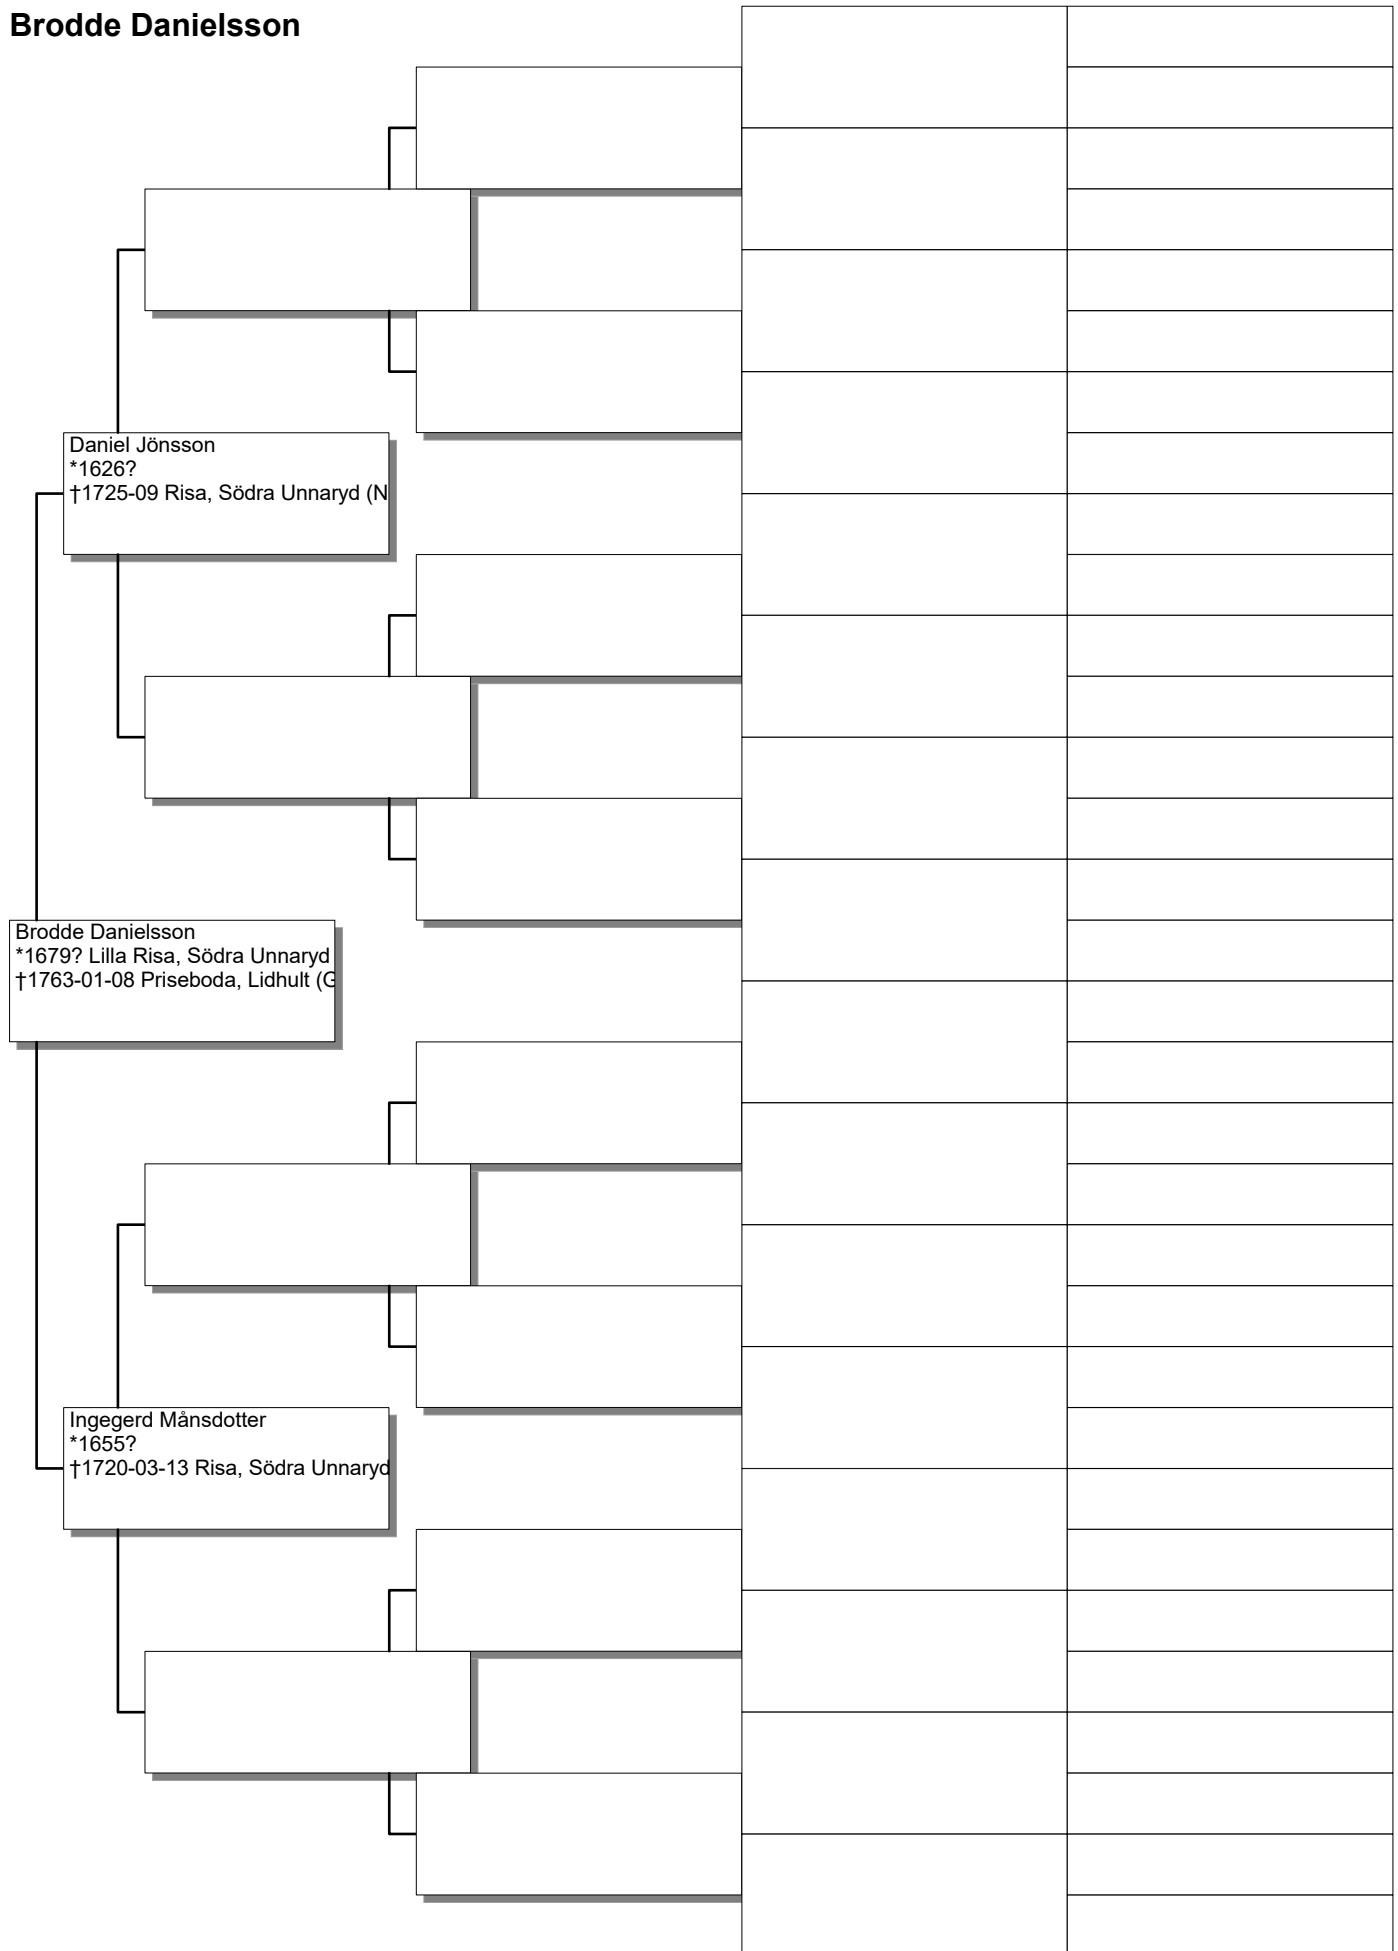 Brodde Danielsson
Daniel Jönsson
*1626?
†1725-09 Risa, Södra Unnaryd (N
Brodde Danielsson
*1679? Lilla Risa, Södra Unnaryd
†1763-01-08 Priseboda, Lidhult (G
Ingegerd Månsdotter
*1655?
†1720-03-13 Risa, Södra Unnaryd